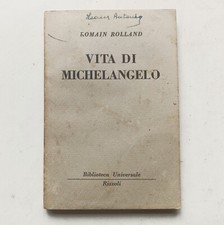 ROMAIN ROLLAND
VITA DI
MICHELANGELO
Biblioteca Universale
Rizzoli